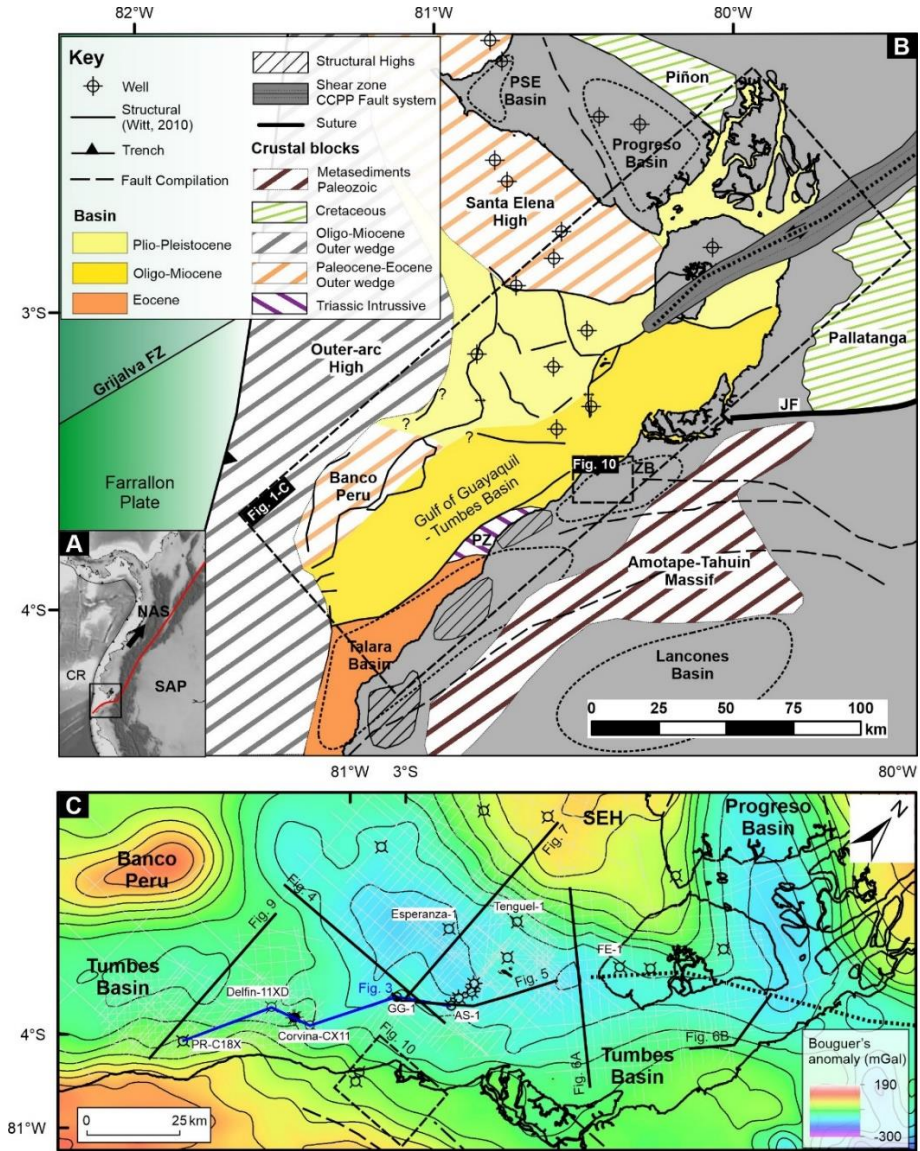 82°W
81°W
80°W
B
Key
Well
Structural
(Witt, 2010)
Trench
Fault Compilation
Basin
Plio-Pleistocene
Oligo-Miocene
Eocene
Structural Highs
Shear zone
CCPP Fault system
Suture
Crustal blocks
Metasediments
Paleozoic
Cretaceous
Oligo-Miocene
Outer wedge
Paleocene-Eocene
Outer wedge
Triassic Intrussive
PSE
Basin
Piñon
Progreso
Basin
Santa Elena
High
3°S
Outer-arc
High
Grijalva FZ
Pallatanga
?
?
JF
Farrallon
Plate
Banco
Peru
Fig. 10
ZB
Fig. 1-C
Gulf of Guayaquil
- Tumbes Basin
PZ
Amotape-Tahuin
Massif
4°S
Talara
Basin
Lancones
Basin
A
NAS
CR
SAP
0
25
50
75
100
km
81°W
3°S
80°W
C
Banco
Peru
SEH
Progreso
Basin
N
Fig. 7
Fig. 4
Fig. 9
Esperanza-1
Tenguel-1
Tumbes
Basin
FE-1
Delfin-11XD
Fig. 3
Fig. 5
GG-1
AS-1
Corvina-CX11
4°S
PR-C18X
Fig. 10
Fig. 6A
Fig. 6B
Tumbes
Basin
Bouguer's
anomaly (mGal)
190
-300
0
25 km
81°W